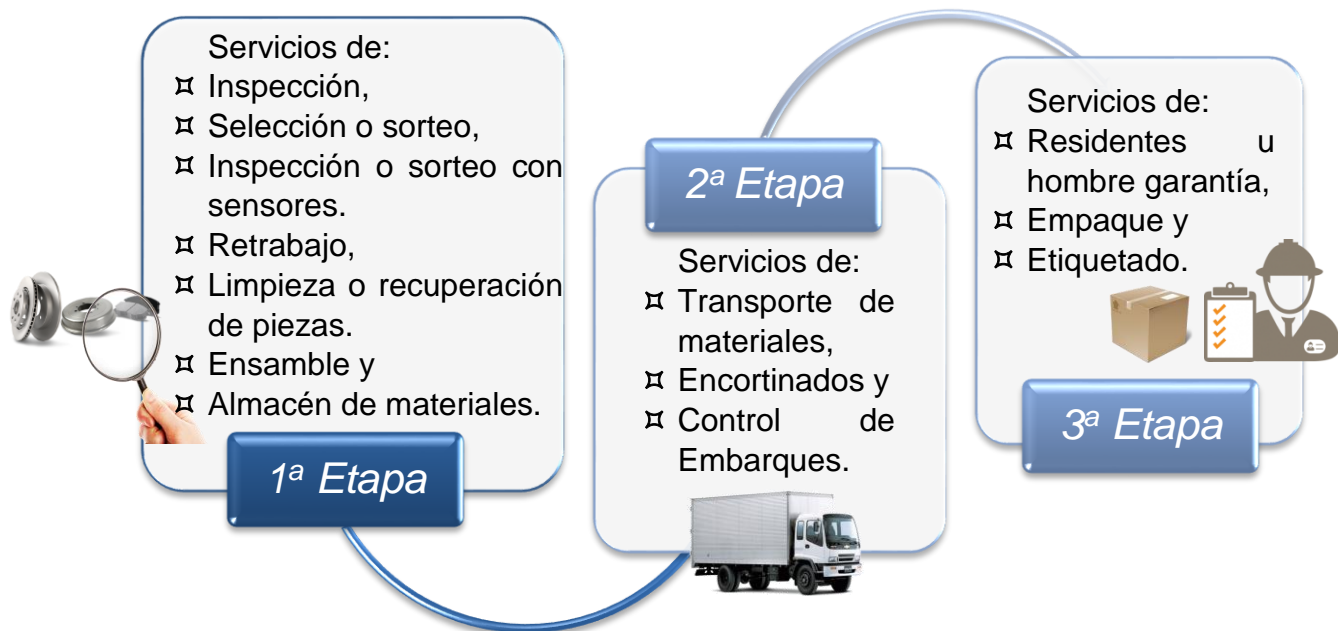 Servicios de:
¤ Inspección,
¤ Selección o sorteo,
¤ Inspección o sorteo con
sensores.
¤ Retrabajo,
¤ Limpieza o recuperación
de piezas.
¤ Ensamble y
¤ Almacén de materiales.
1ª Etapa
2ª Etapa
Servicios de:
¤ Transporte de
materiales,
¤ Encortinados y
¤ Control de
Embarques.
Servicios de:
¤ Residentes u
hombre garantía,
¤ Empaque y
¤ Etiquetado.
3ª Etapa